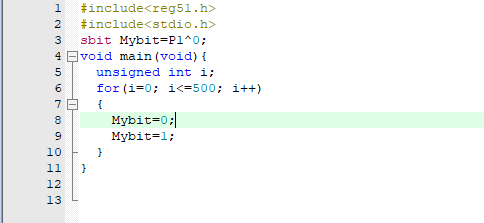 1 #include<reg51.h>
2 #include<stdio.h>
3 sbit Mybit=P1^0;
4 void main(void){
5 unsigned int i;
6 for(i=0; i<=500; i++)
7 {
8 Mybit=0;
9 Mybit=1;
10 }
11 }
12
13